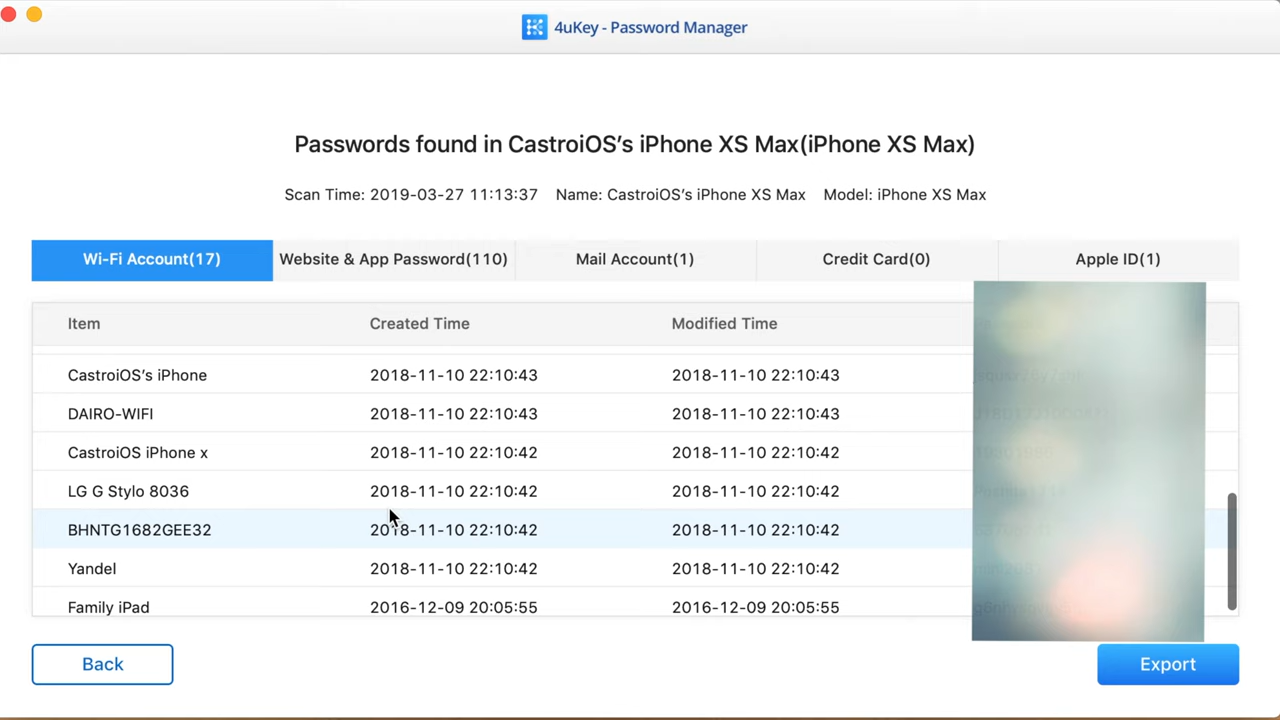 4uKey - Password Manager
Passwords found in CastroiOS’s iPhone XS Max(iPhone XS Max)
Scan Time: 2019-03-27 11:13:37 Name: CastroiOS’s iPhone XS Max Model: iPhone XS Max
Wi-Fi Account(17) Website & App Password(110) Mail Account(1) Credit Card(0) Apple ID(1)
Item Created Time Modified Time
CastroiOS’s iPhone 2018-11-10 22:10:43 2018-11-10 22:10:43
DAIRO-WIFI 2018-11-10 22:10:43 2018-11-10 22:10:43
CastroiOS iPhone x 2018-11-10 22:10:42 2018-11-10 22:10:42
LG G Stylo 8036 2018-11-10 22:10:42 2018-11-10 22:10:42
BHNTG1682GEE32 2018-11-10 22:10:42 2018-11-10 22:10:42
Yandel 2018-11-10 22:10:42 2018-11-10 22:10:42
Family iPad 2016-12-09 20:05:55 2016-12-09 20:05:55
Back Export